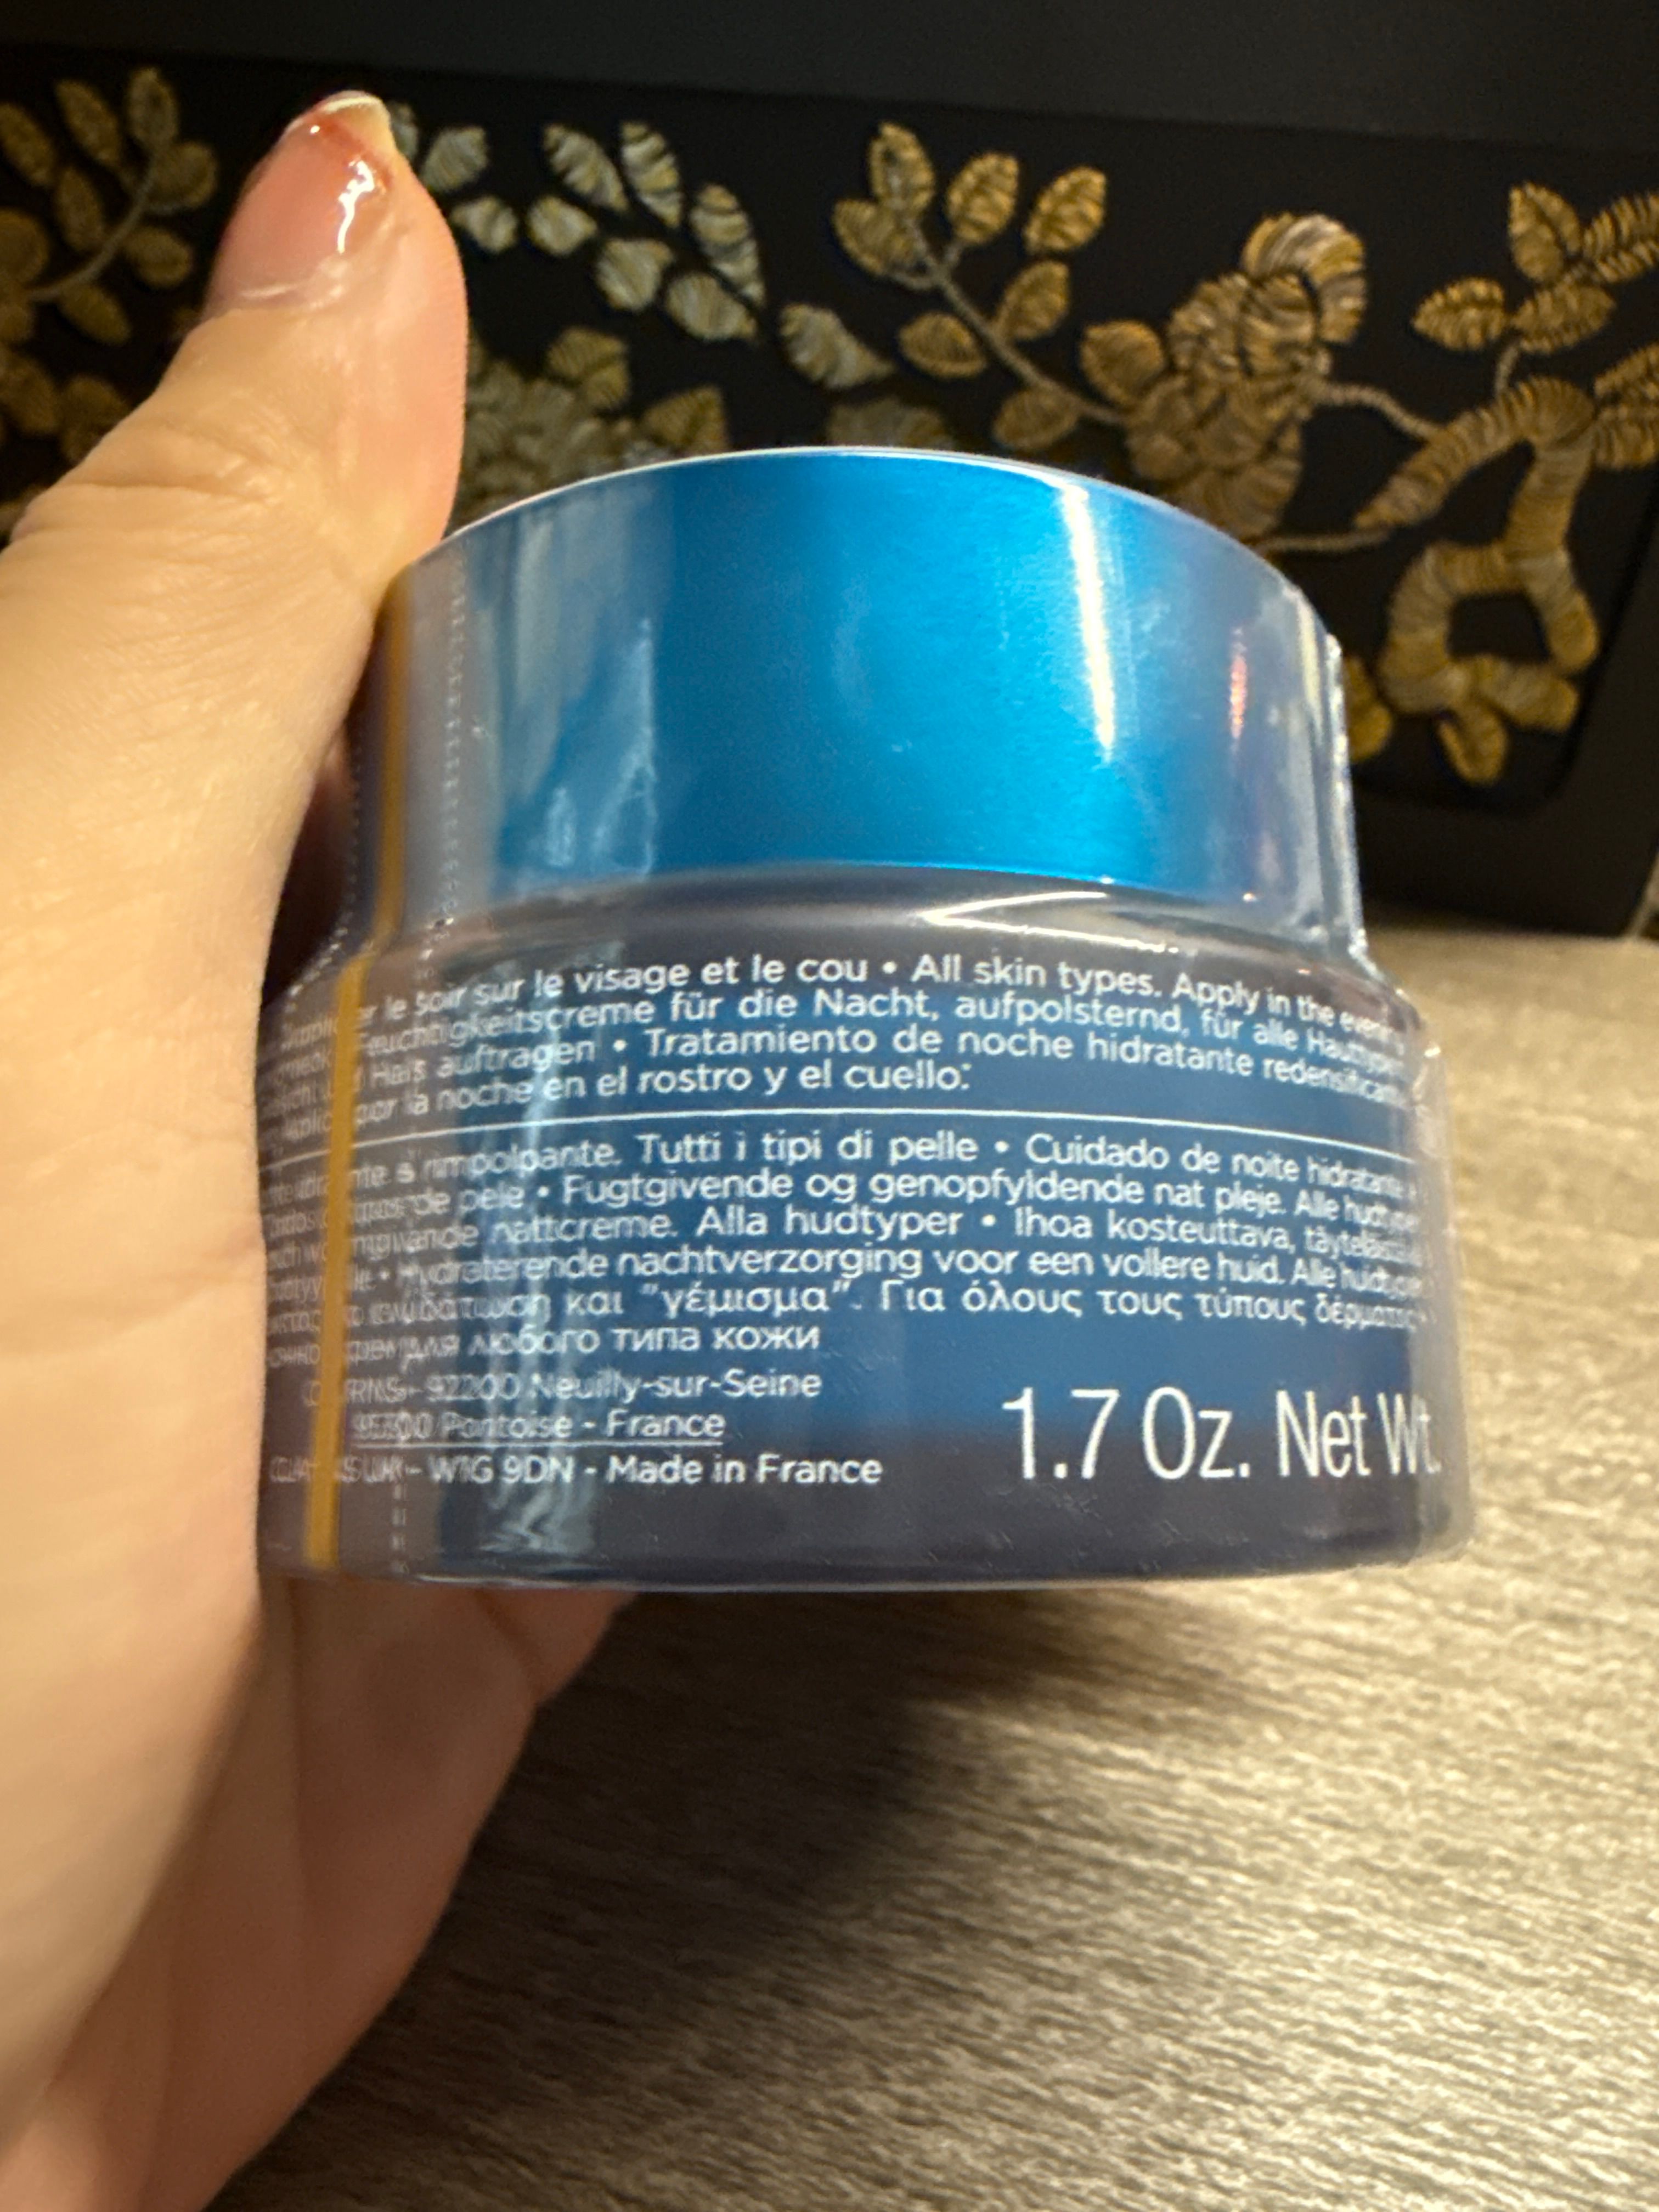 le soir sur le visage et le cou • All skin types. Apply in the
Feuchtigkeitscreme für die Nacht, aufpolsternd, für alle
Hals auftragen • Tratamiento de noche hidratante
la noche en el rostro y el cuello.
rimpolpante. Tutti i tipi di pelle • Cuidado de noite hidratante
de pele • Fugtgivende og genopfyldende nat pleje. Alle
nattcreme. Alla hudtyper • Ihoa kosteuttava,
Hydraterende nachtverzorging voor een vollere huid. Alle
και "γέμισμα". Για όλους τους τύπους δέρματος
для любого типа кожи
92200 Neuilly-sur-Seine
Pontoise - France
W1G 9DN - Made in France
1.7 Oz. Net Wt.